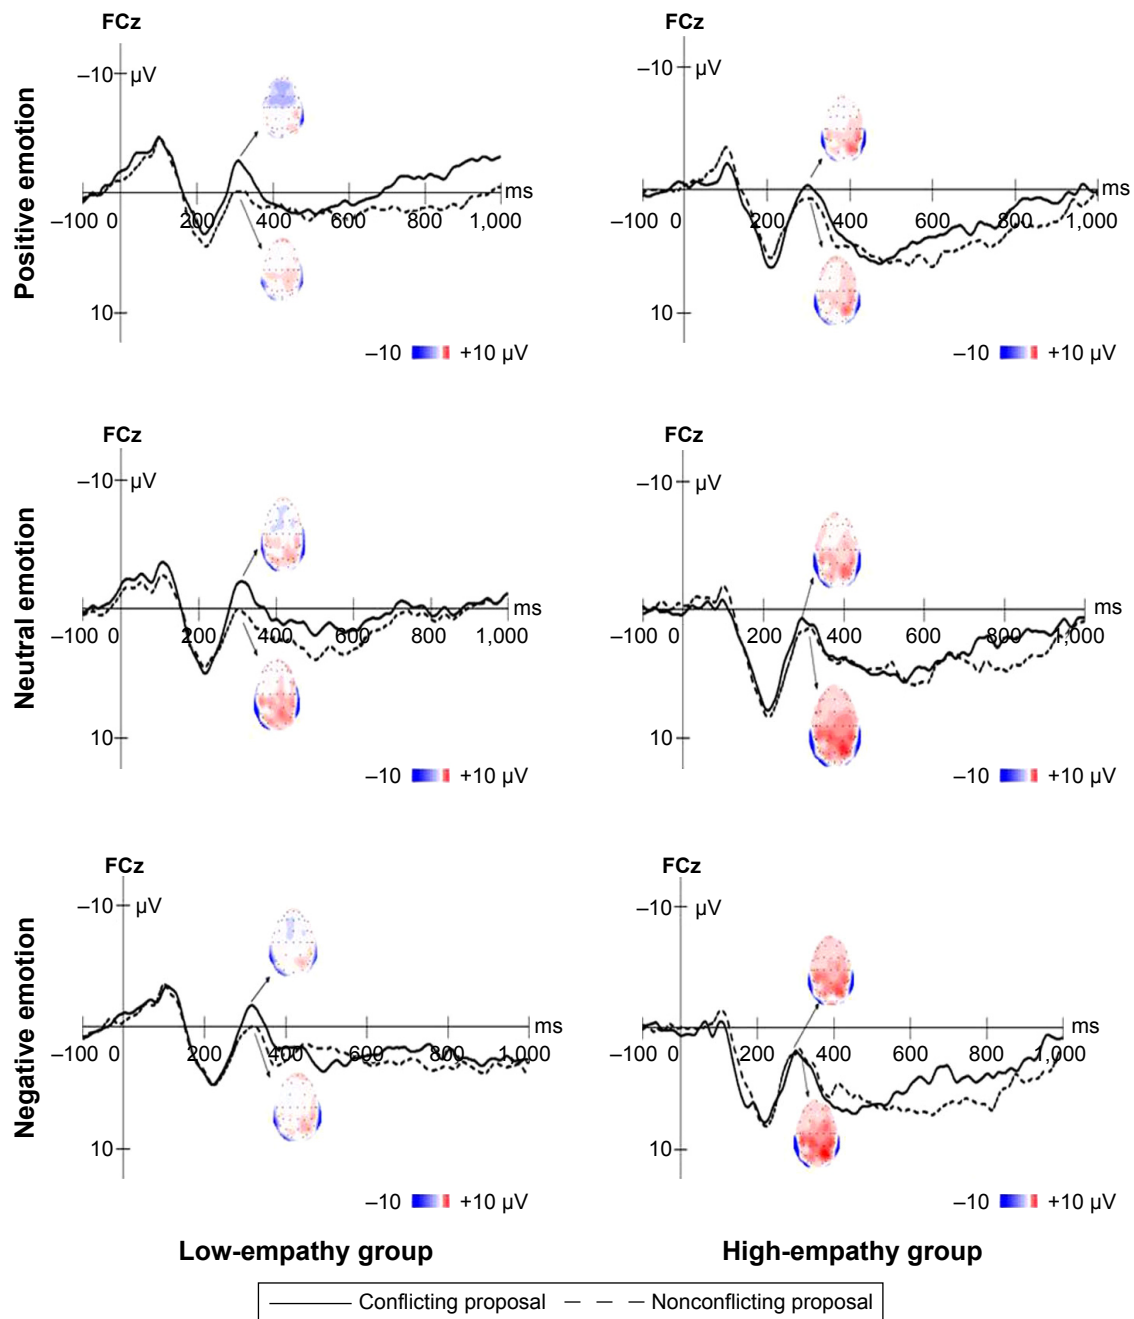 FCz
–10 µV
ms
–100 0 200 400 600 800 1,000
10
–10 +10 µV
Positive emotion
FCz
–10 µV
ms
–100 0 200 400 600 800 1,000
10
–10 +10 µV
FCz
–10 µV
ms
–100 0 200 400 600 800 1,000
10
–10 +10 µV
Neutral emotion
FCz
–10 µV
ms
–100 0 200 400 600 800 1,000
10
–10 +10 µV
FCz
–10 µV
ms
–100 0 200 400 600 800 1,000
10
–10 +10 µV
Negative emotion
FCz
–10 µV
ms
–100 0 200 400 600 800 1,000
10
–10 +10 µV
Low-empathy group
High-empathy group
Conflicting proposal
Nonconflicting proposal